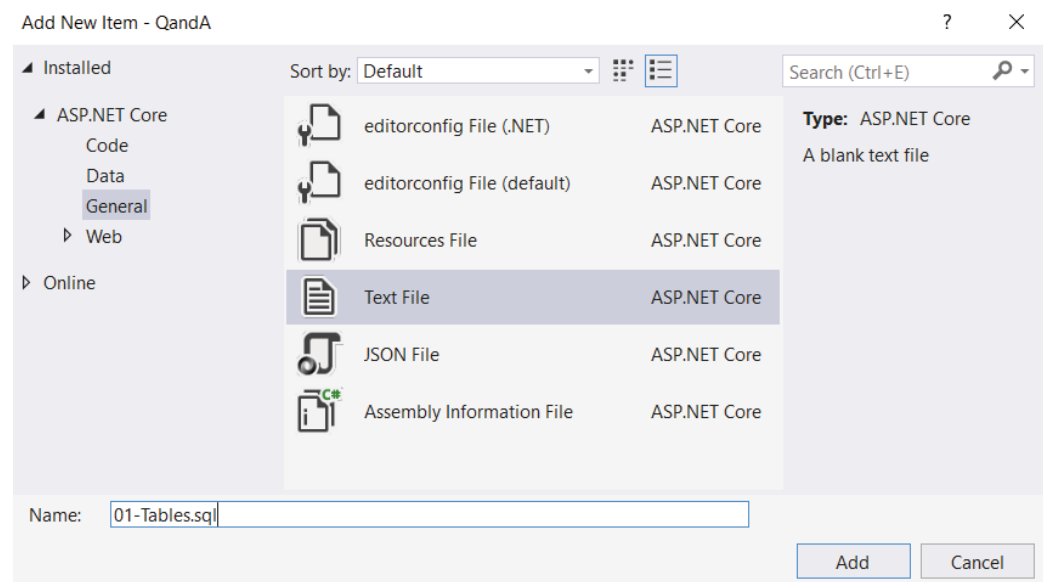 Add New Item - QandA ?
Installed
ASP.NET Core
Code
Data
General
Web
Online
Sort by: Default
editorconfig File (.NET) ASP.NET Core
editorconfig File (default) ASP.NET Core
Resources File ASP.NET Core
Text File ASP.NET Core
JSON File ASP.NET Core
C#
Assembly Information File ASP.NET Core
Search (Ctrl+E)
Type: ASP.NET Core
A blank text file
Name: 01-Tables.sql
Add Cancel